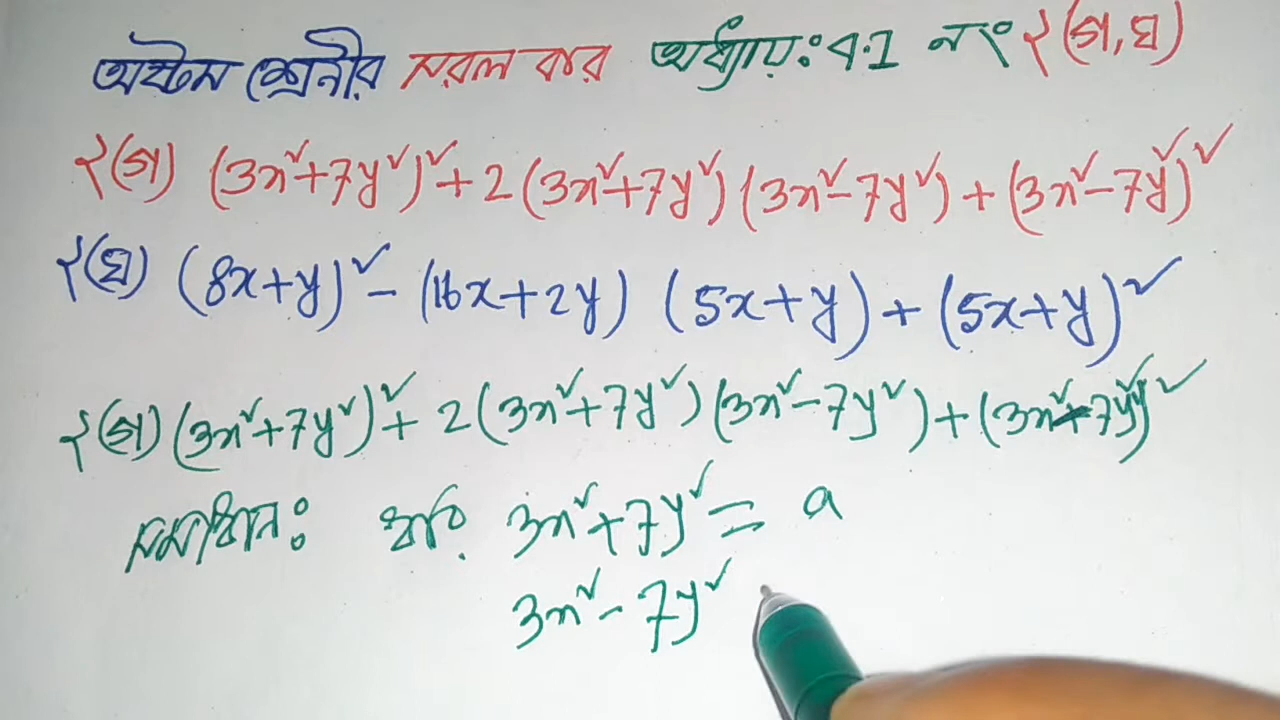 অষ্টম শ্রেনীর সরল কর অধ্যায়ঃ ৭.1 নং ২(গ,ঘ)
২(গ) (3x²+7y²)²+2(3x²+7y²)(3x²-7y²)+(3x²-7y²)²
২(ঘ) (8x+y)²-(16x+2y)(5x+y)+(5x+y)²
২(গ)(3x²+7y²)²+2(3x²+7y²)(3x²-7y²)+(3x²-7y²)²
সমাধানঃ ধরি, 3x²+7y²=a
3x²-7y²